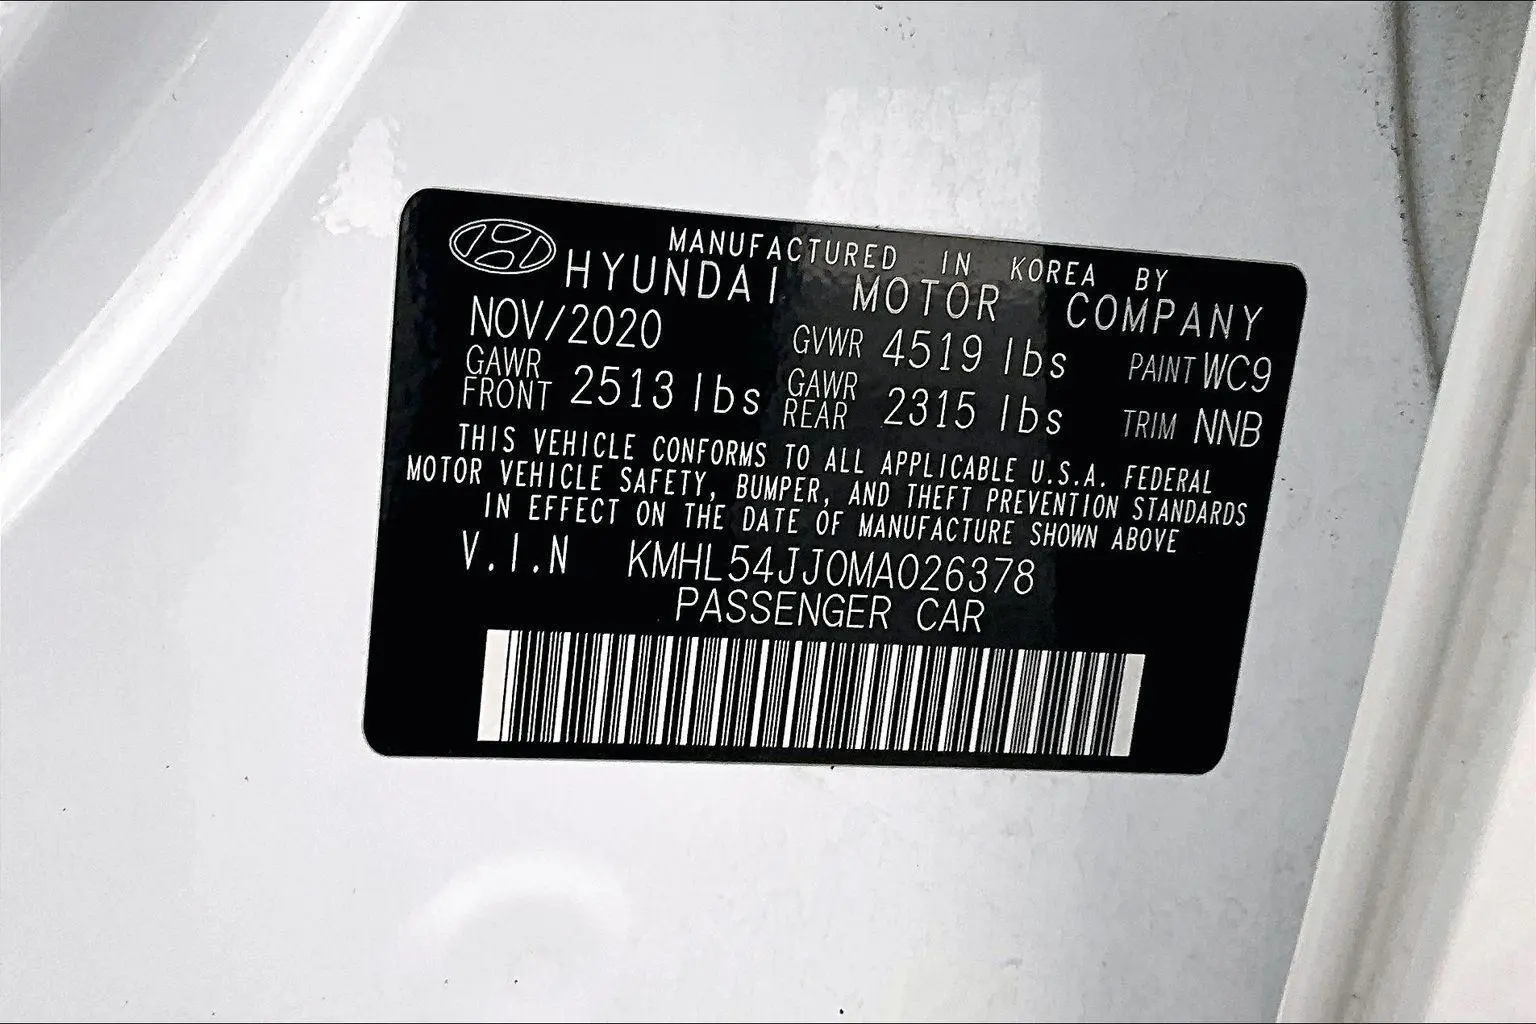 MANUFACTURED IN KOREA BY
HYUNDAI MOTOR COMPANY
NOV/2020 GVWR 4519 lbs PAINT WC9
GAWR FRONT 2513 lbs GAWR REAR 2315 lbs TRIM NNB
THIS VEHICLE CONFORMS TO ALL APPLICABLE U.S.A. FEDERAL
MOTOR VEHICLE SAFETY, BUMPER, AND THEFT PREVENTION STANDARDS
IN EFFECT ON THE DATE OF MANUFACTURE SHOWN ABOVE
V.I.N KMHL54JJ0MA026378
PASSENGER CAR